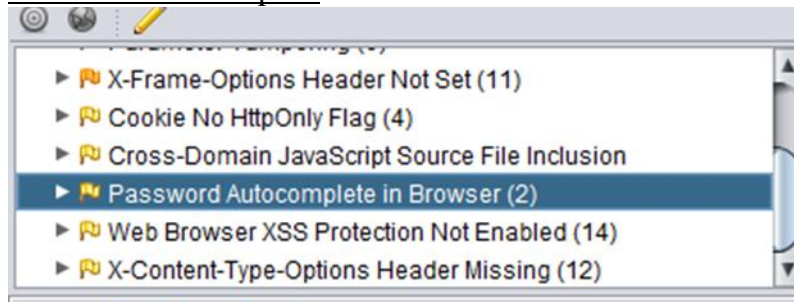 X-Frame-Options Header Not Set (11)
Cookie No HttpOnly Flag (4)
Cross-Domain JavaScript Source File Inclusion
Password Autocomplete in Browser (2)
Web Browser XSS Protection Not Enabled (14)
X-Content-Type-Options Header Missing (12)